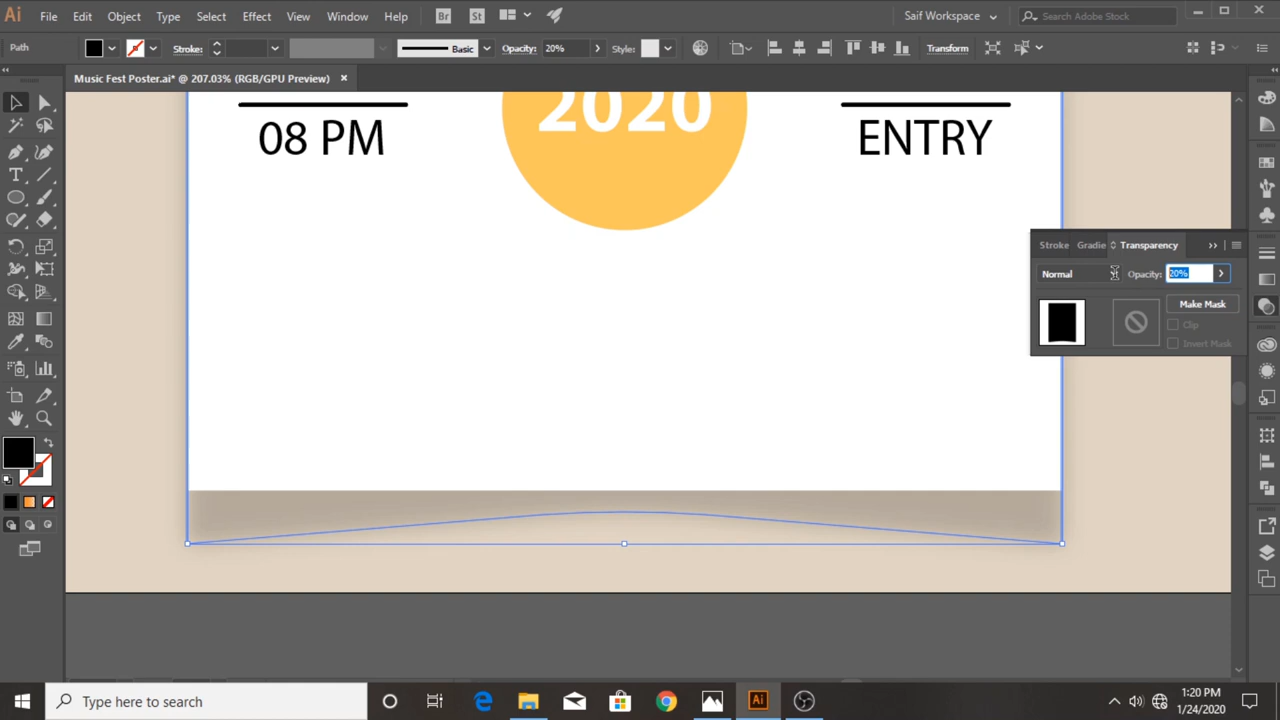 Ai File Edit Object Type Select Effect View Window Help Br St Saif Workspace Search Adobe Stock
Path Stroke: Basic Opacity: 20% Style: Transform
Music Fest Poster.ai* @ 207.03% (RGB/GPU Preview) ×
2020
08 PM
ENTRY
Stroke Gradie Transparency
Normal Opacity: 20%
Make Mask
Clip
Invert Mask
Type here to search
Ai
1:20 PM
1/24/2020